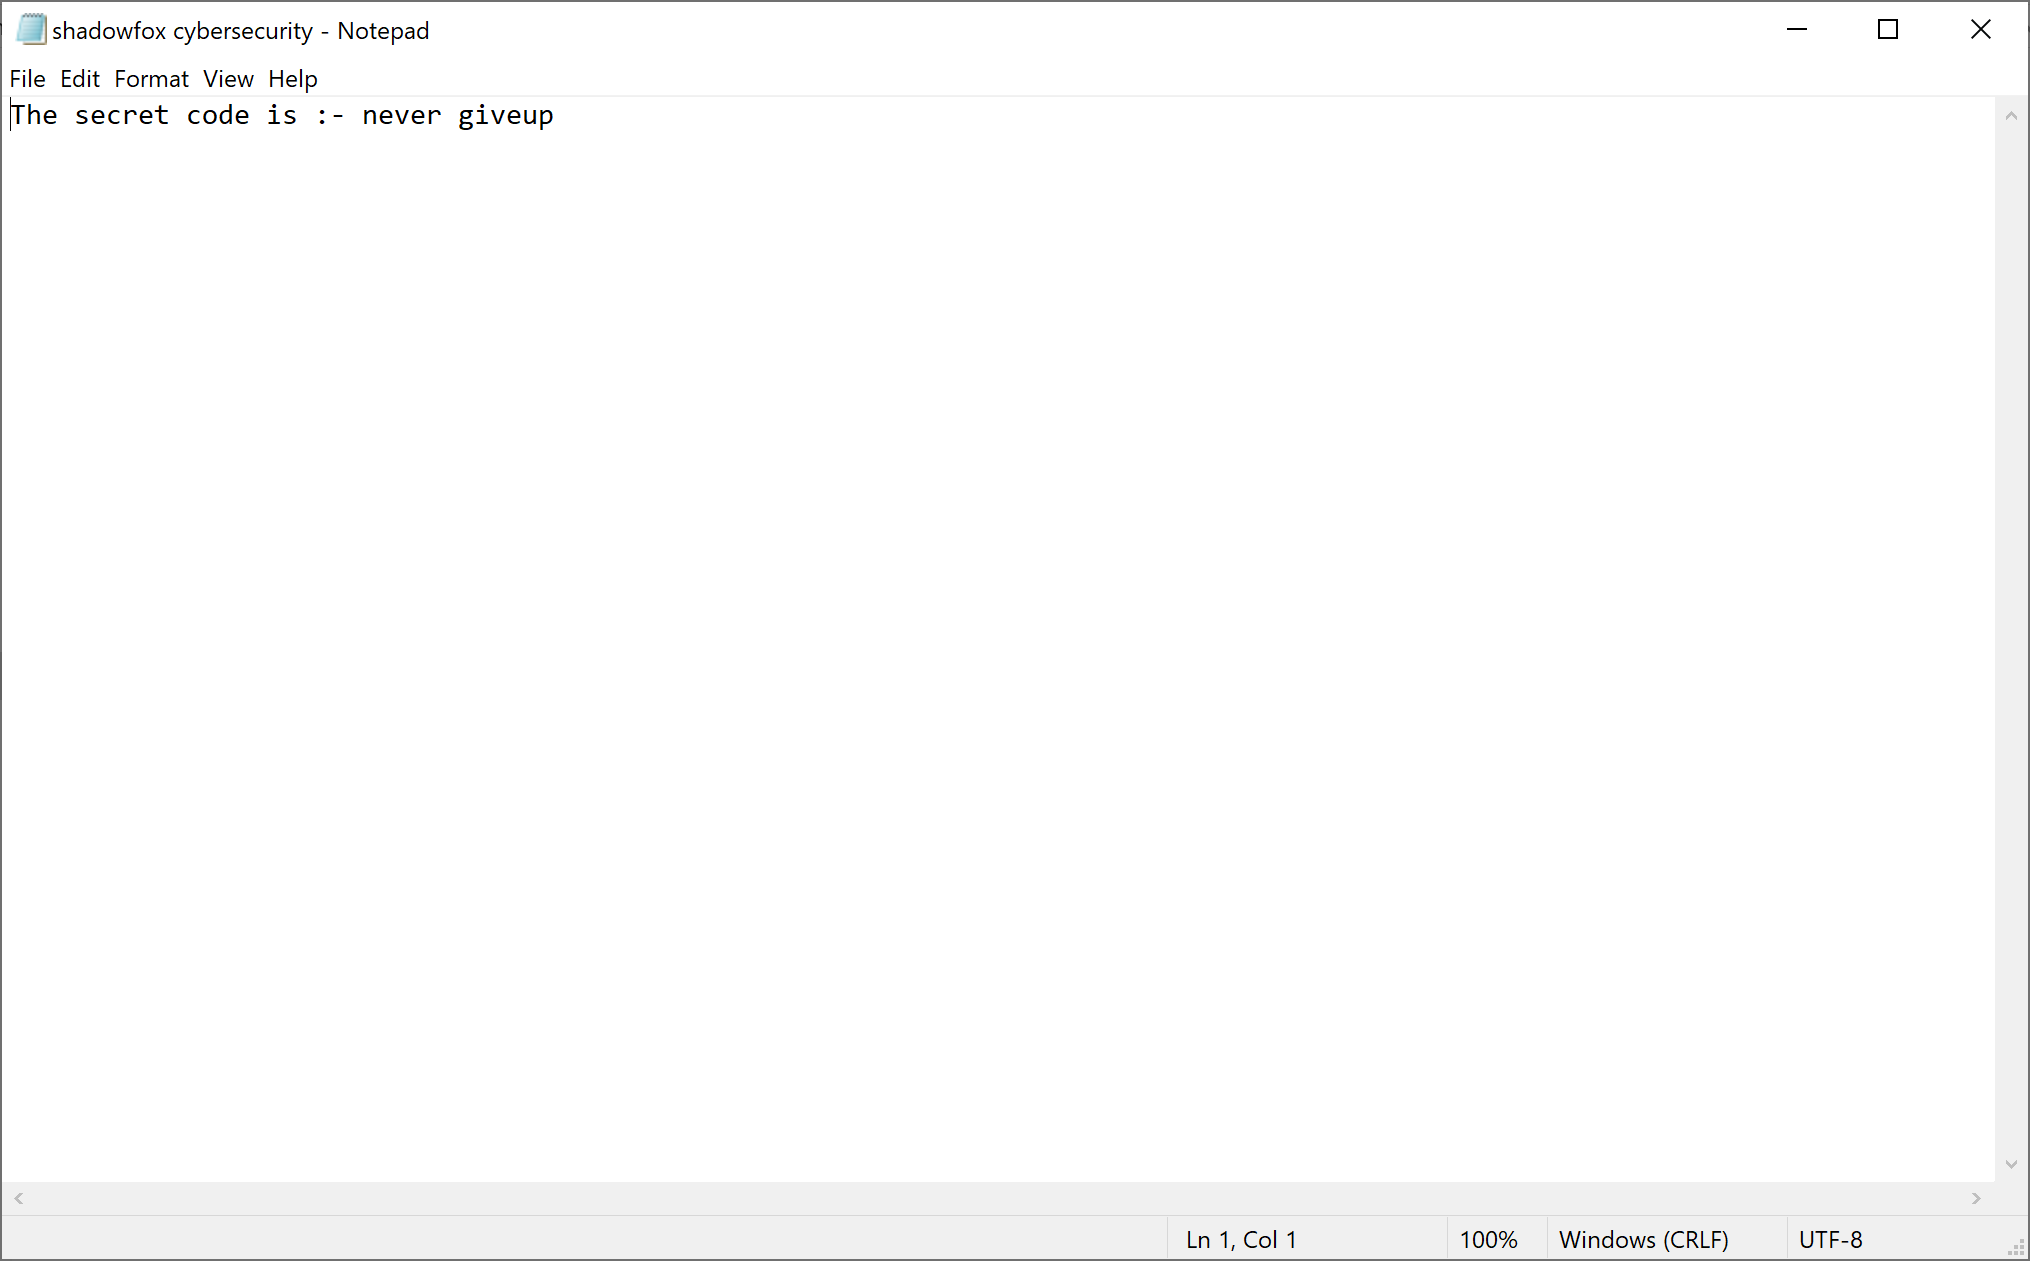 shadowfox cybersecurity - Notepad
File Edit Format View Help
The secret code is :- never giveup
Ln 1, Col 1 100% Windows (CRLF) UTF-8